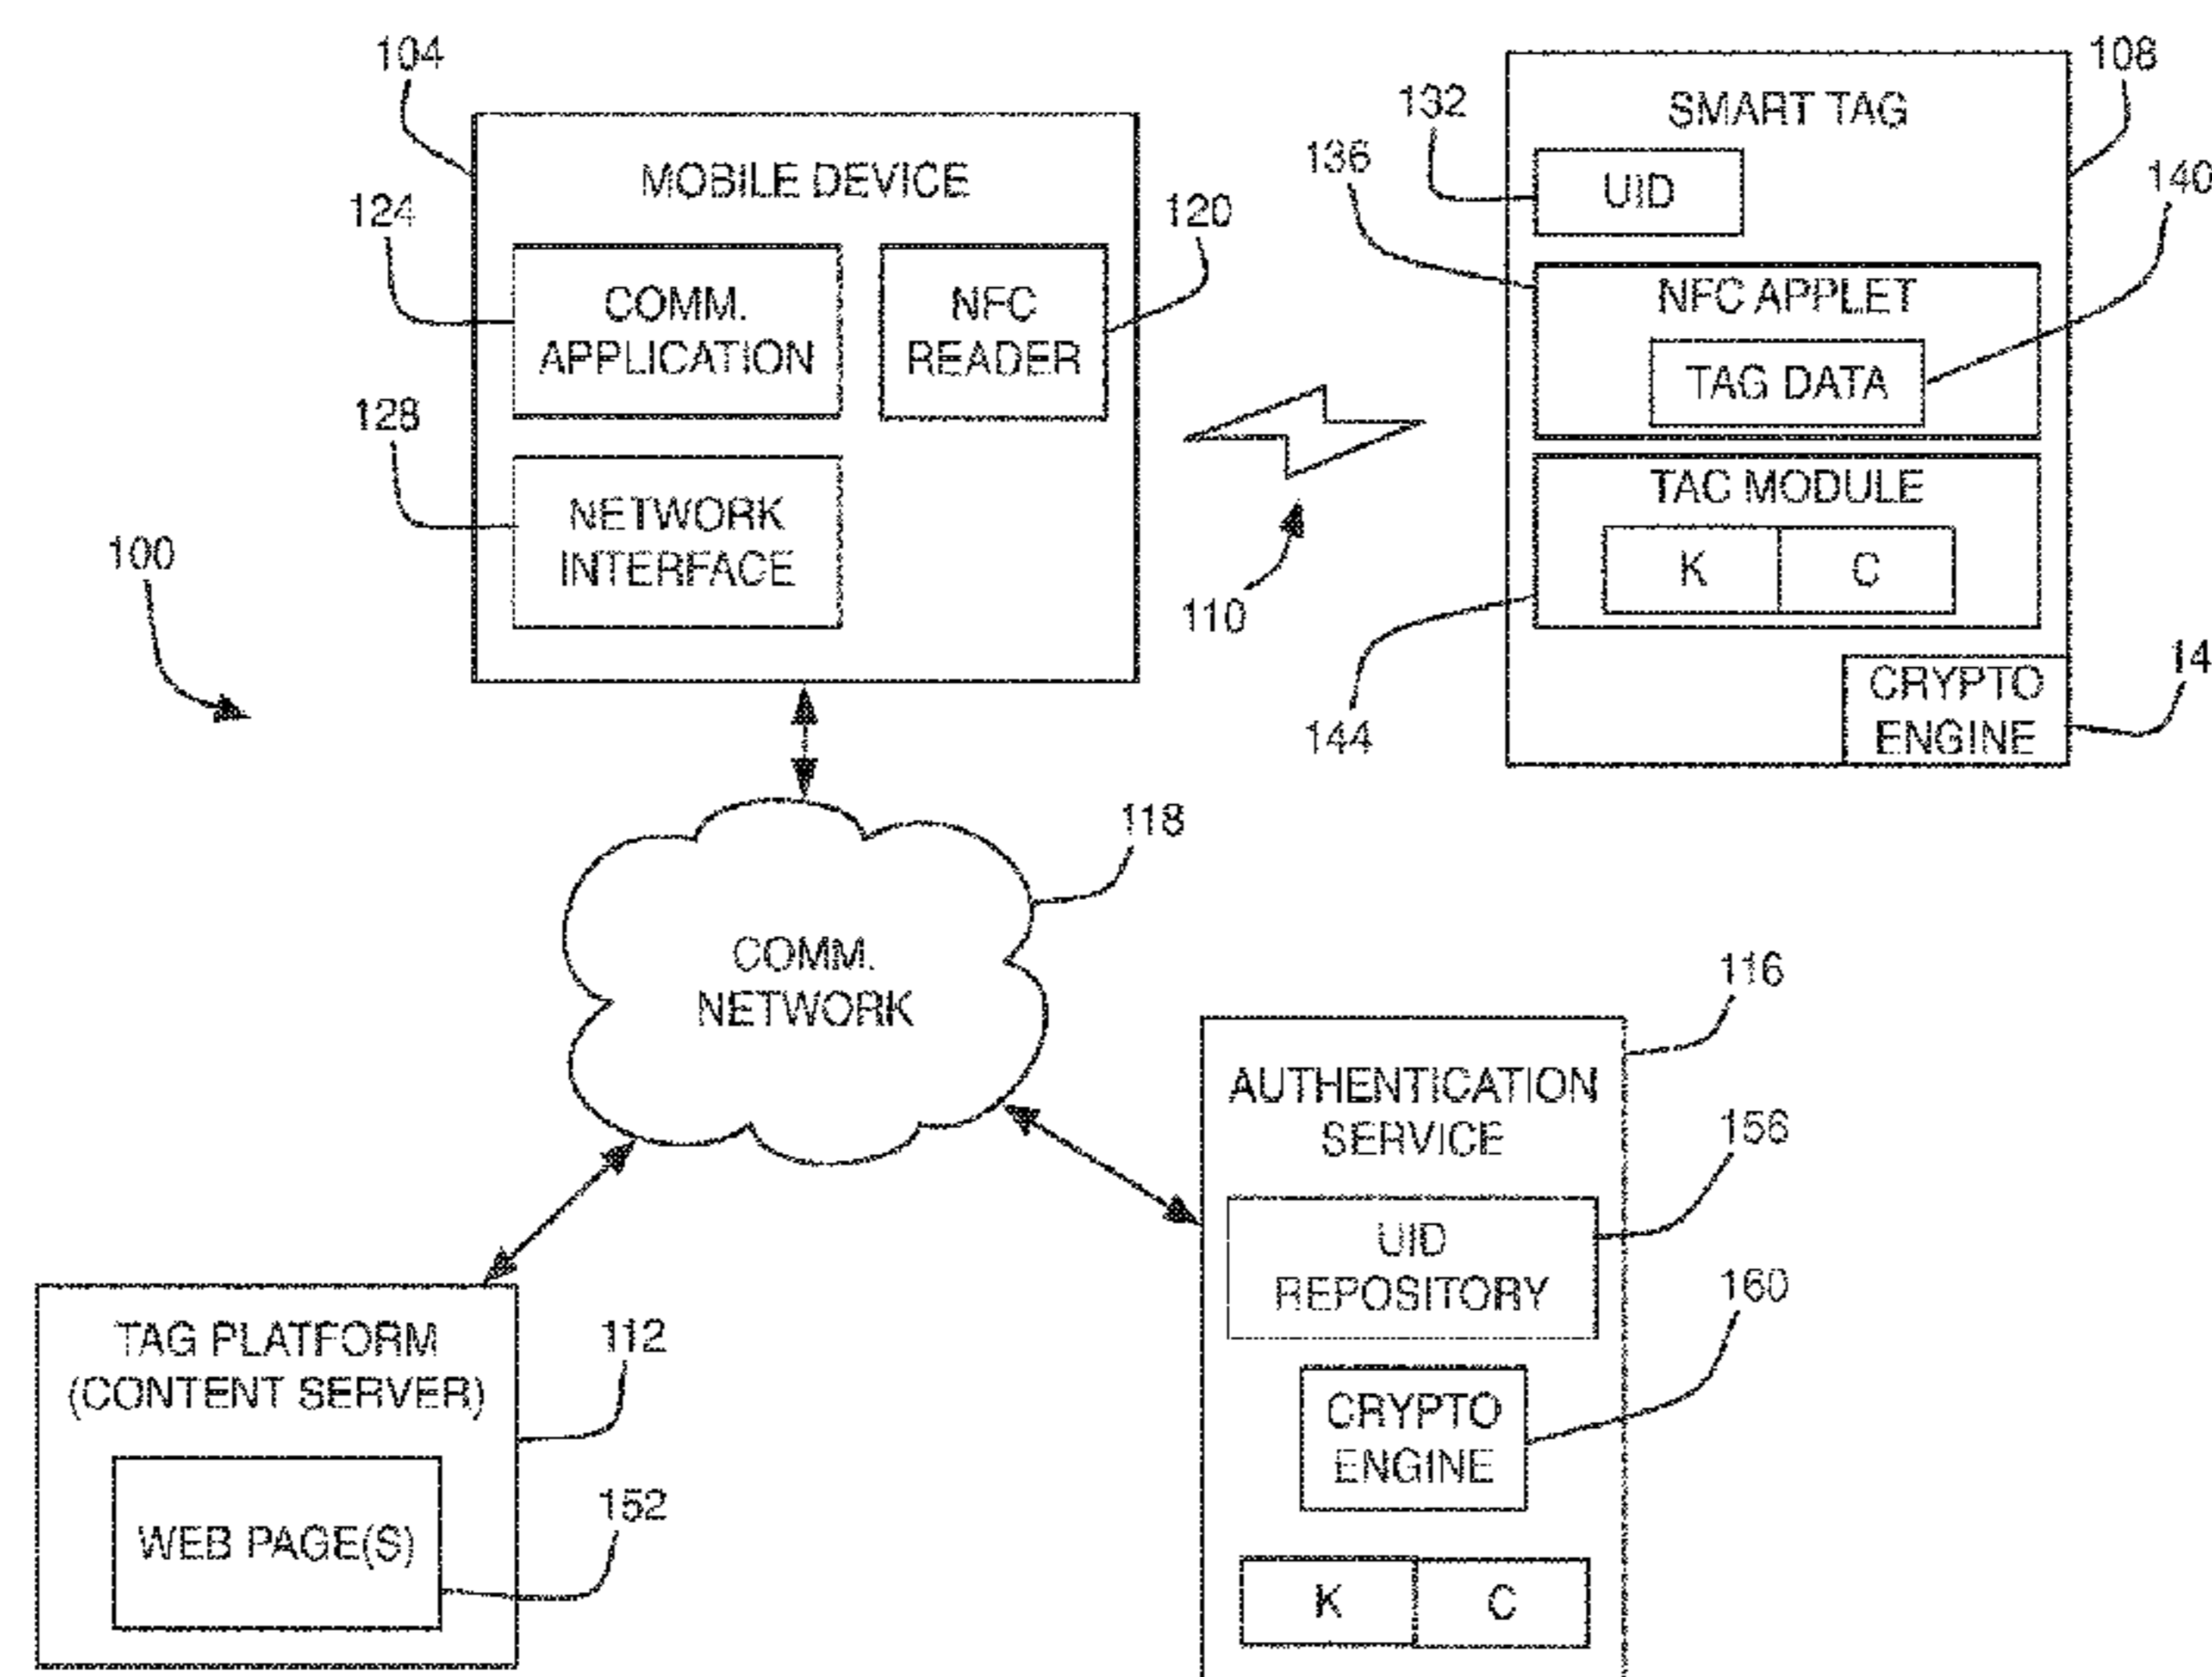 104
MOBILE DEVICE
124
120
COMM.
APPLICATION
NFC
READER
128
NETWORK
INTERFACE
100
110
108
SMART TAG
132
UID
136
140
NFC APPLET
TAG DATA
TAC MODULE
K
C
144
14
CRYPTO
ENGINE
118
COMM.
NETWORK
116
AUTHENTICATION
SERVICE
156
UID
REPOSITORY
160
CRYPTO
ENGINE
K
C
TAG PLATFORM
(CONTENT SERVER)
112
152
WEB PAGE(S)